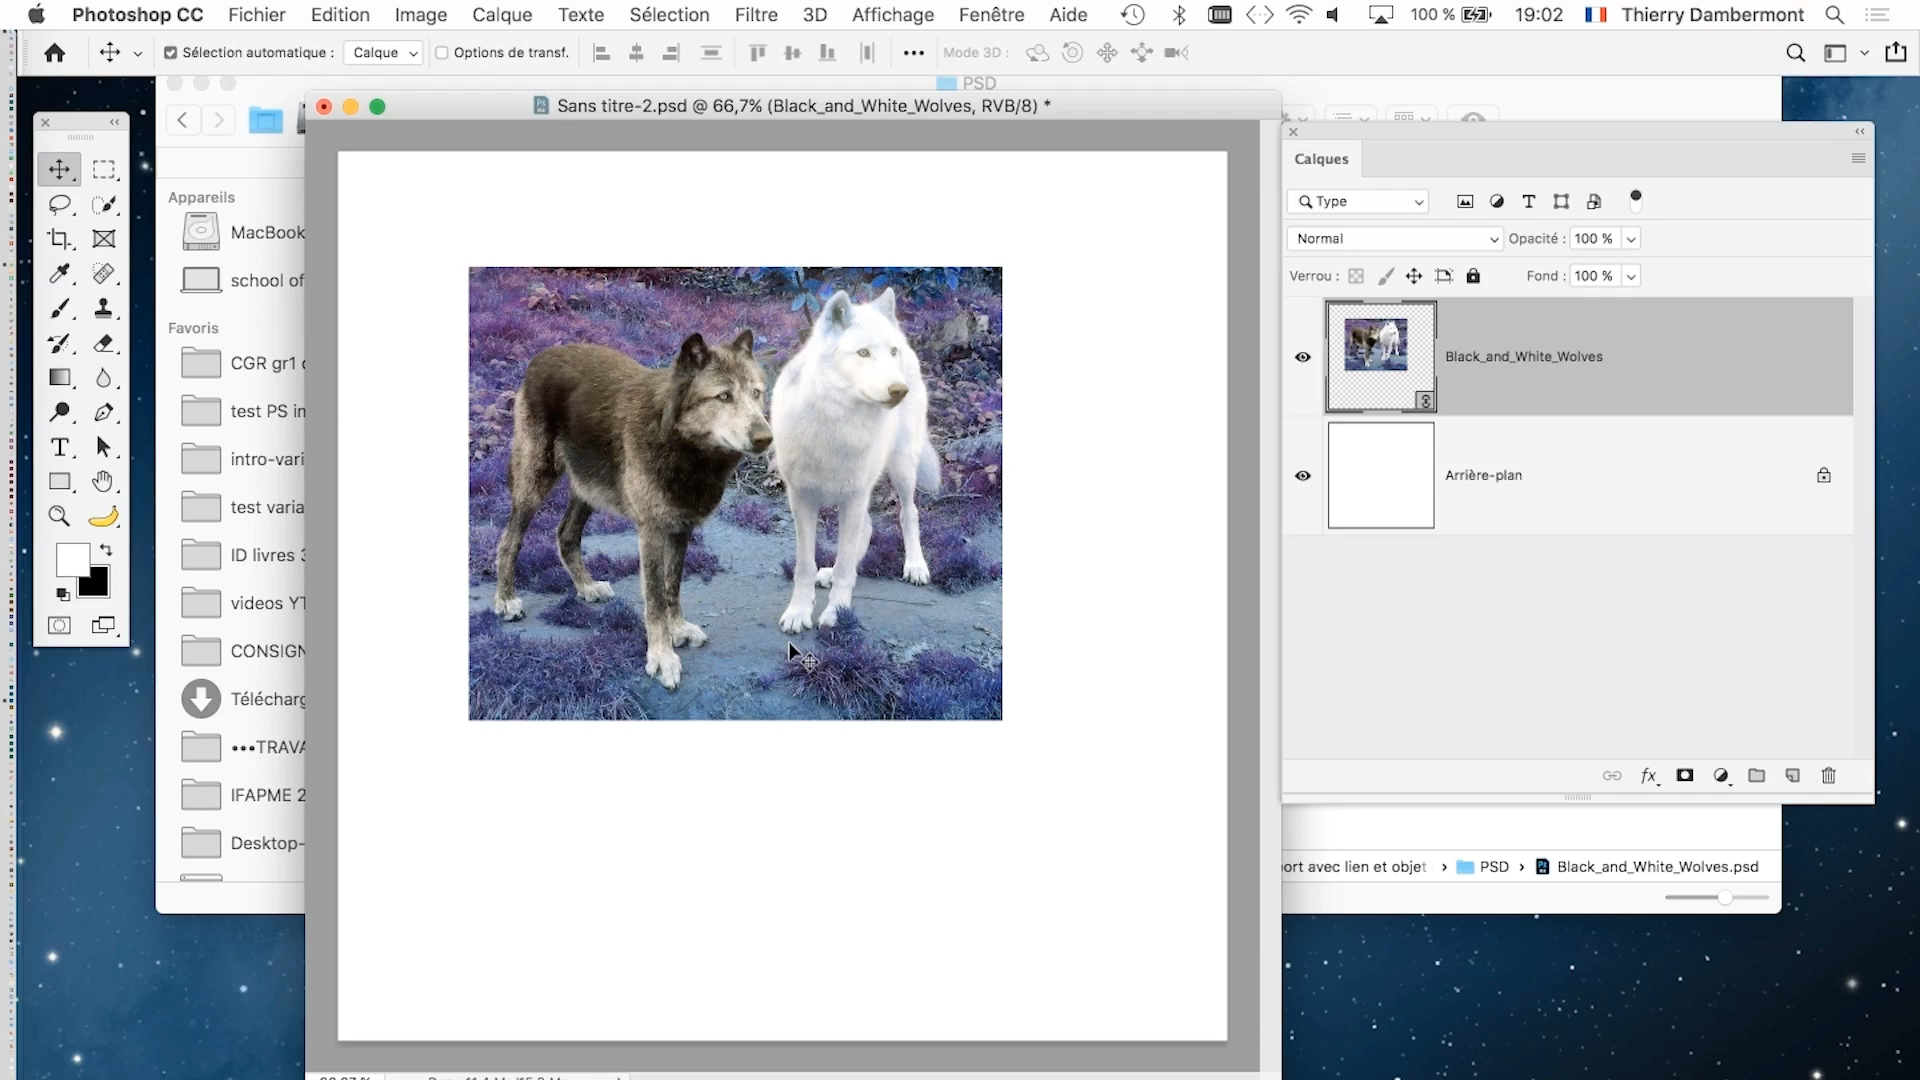 Photoshop CC Fichier Edition Image Calque Texte Sélection Filtre 3D Affichage Fenêtre Aide 100 % 19:02 Thierry Dambermont
Sélection automatique : Calque Options de transf. Mode 3D :
PSD
Sans titre-2.psd @ 66,7% (Black_and_White_Wolves, RVB/8) *
Calques
Type
Normal Opacité : 100 %
Verrou : Fond : 100 %
Black_and_White_Wolves
Arrière-plan
fx
Appareils
MacBook
school of
Favoris
CGR gr1
test PS in
intro-vari
test varia
ID livres 3
videos YT
CONSIGN
Télécharg
•••TRAVA
IFAPME 2
Desktop-
ort avec lien et objet › PSD › Black_and_White_Wolves.psd